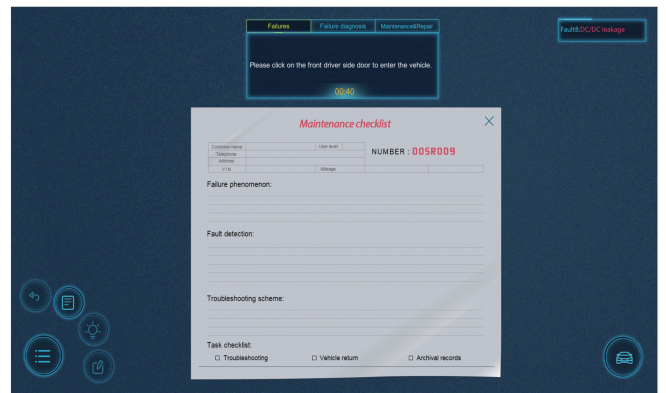 Failures Failure diagnosis Maintenance&Repair
Fault8:DC/DC leakage
Please click on the front driver side door to enter the vehicle.
00:40
Maintenance checklist
Customer name User level
Telephone
Address
NUMBER : 005R009
VIN Mileage
Failure phenomenon:
Fault detection:
Troubleshooting scheme:
Task checklist:
Troubleshooting Vehicle return Archival records